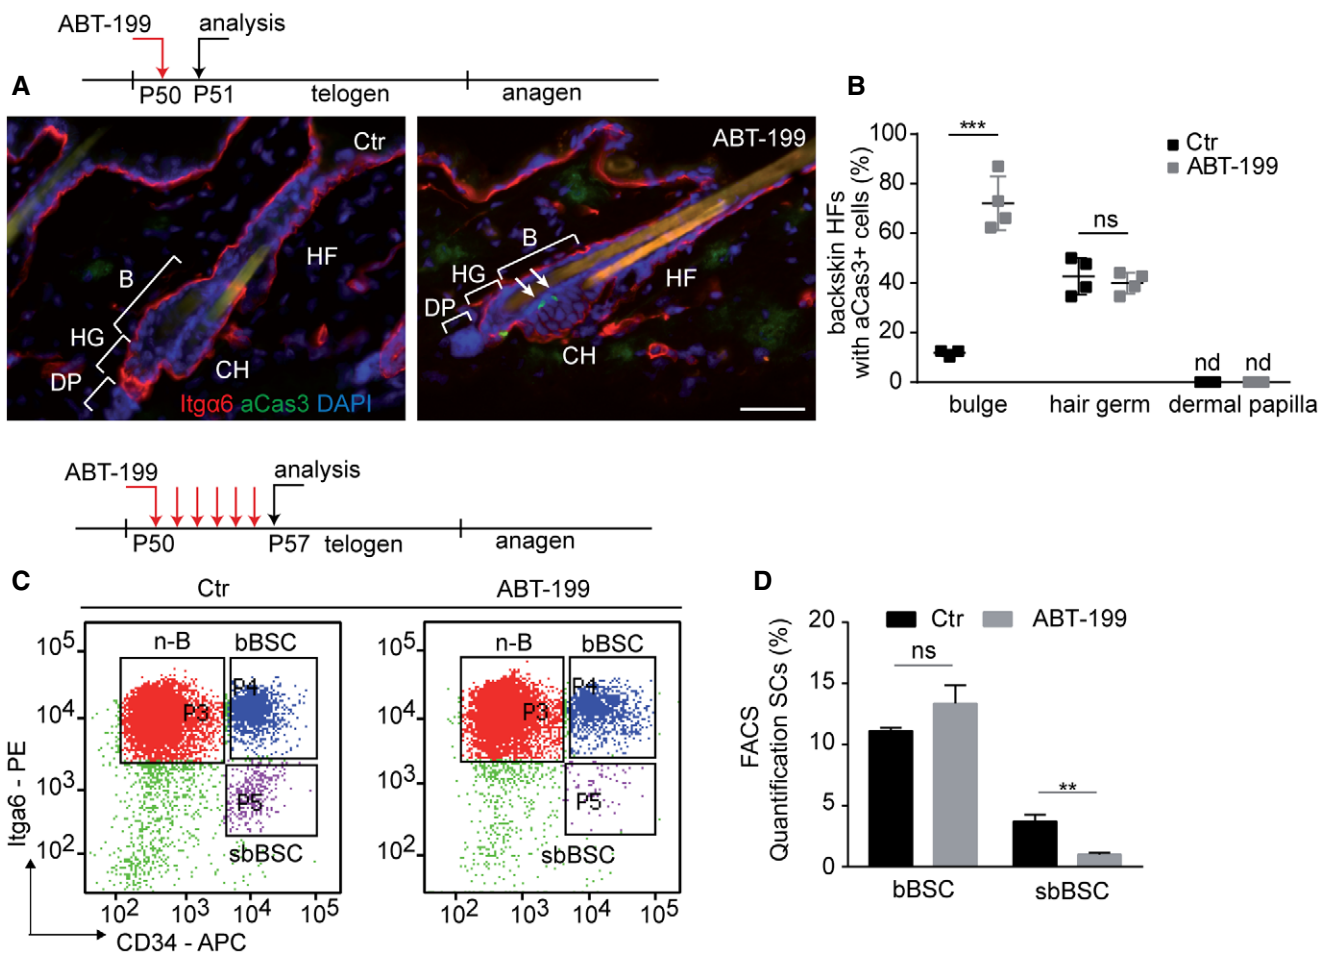 ABT-199 analysis
P50 P51 telogen anagen
A
Ctr
B
HF
HG
DP
CH
Itgα6 aCas3 DAPI
ABT-199
B
HG
HF
DP
CH
B
backskin HFs
with aCas3+ cells (%)
100
80
60
40
20
0
***
ns
nd nd
Ctr
ABT-199
bulge hair germ dermal papilla
ABT-199 analysis
P50 P57 telogen anagen
C
Ctr ABT-199
Itga6 - PE
10⁵
10⁴
10³
10²
n-B bBSC
P4
P3
P5
sbBSC
10² 10³ 10⁴ 10⁵
CD34 - APC
10⁵
10⁴
10³
10²
n-B bBSC
P4
P3
P5
sbBSC
10² 10³ 10⁴ 10⁵
D
FACS
Quantification SCs (%)
20
15
10
5
0
Ctr ABT-199
ns
**
bBSC sbBSC